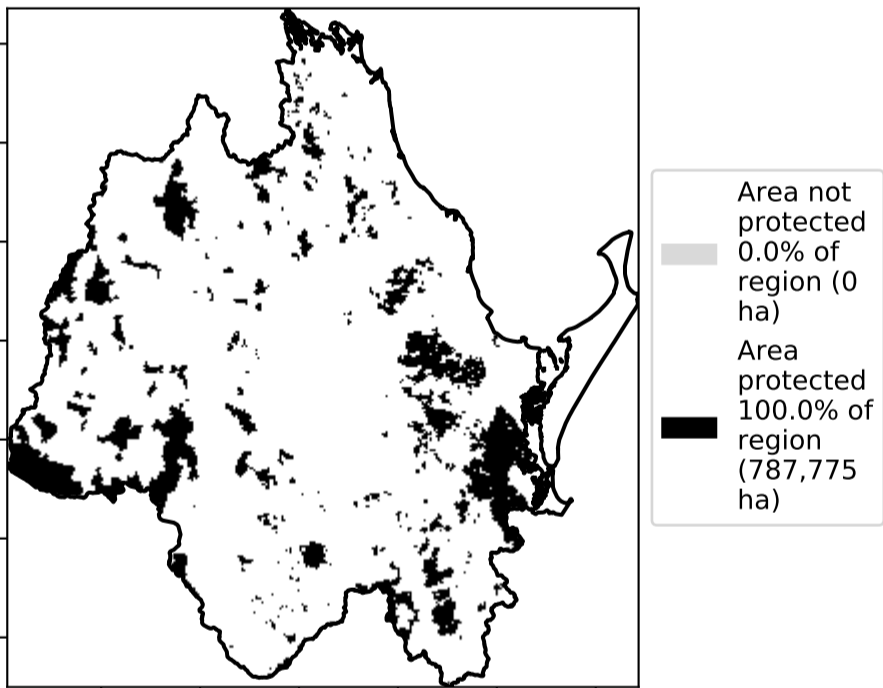 Area not
protected
0.0% of
region (0
ha)
Area
protected
100.0% of
region
(787,775
ha)